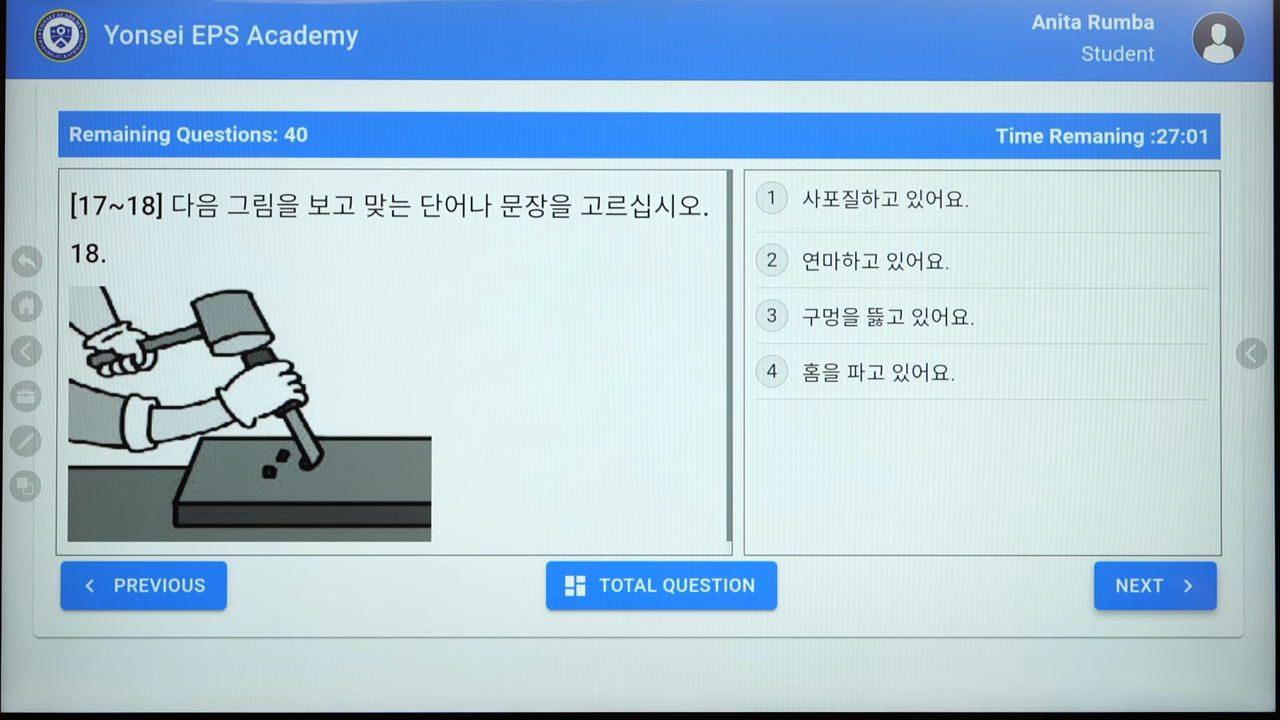 Yonsei EPS Academy
Anita Rumba
Student
Remaining Questions: 40
Time Remaning :27:01
[17~18] 다음 그림을 보고 맞는 단어나 문장을 고르십시오.
18.
1 사포질하고 있어요.
2 연마하고 있어요.
3 구멍을 뚫고 있어요.
4 홈을 파고 있어요.
PREVIOUS
TOTAL QUESTION
NEXT